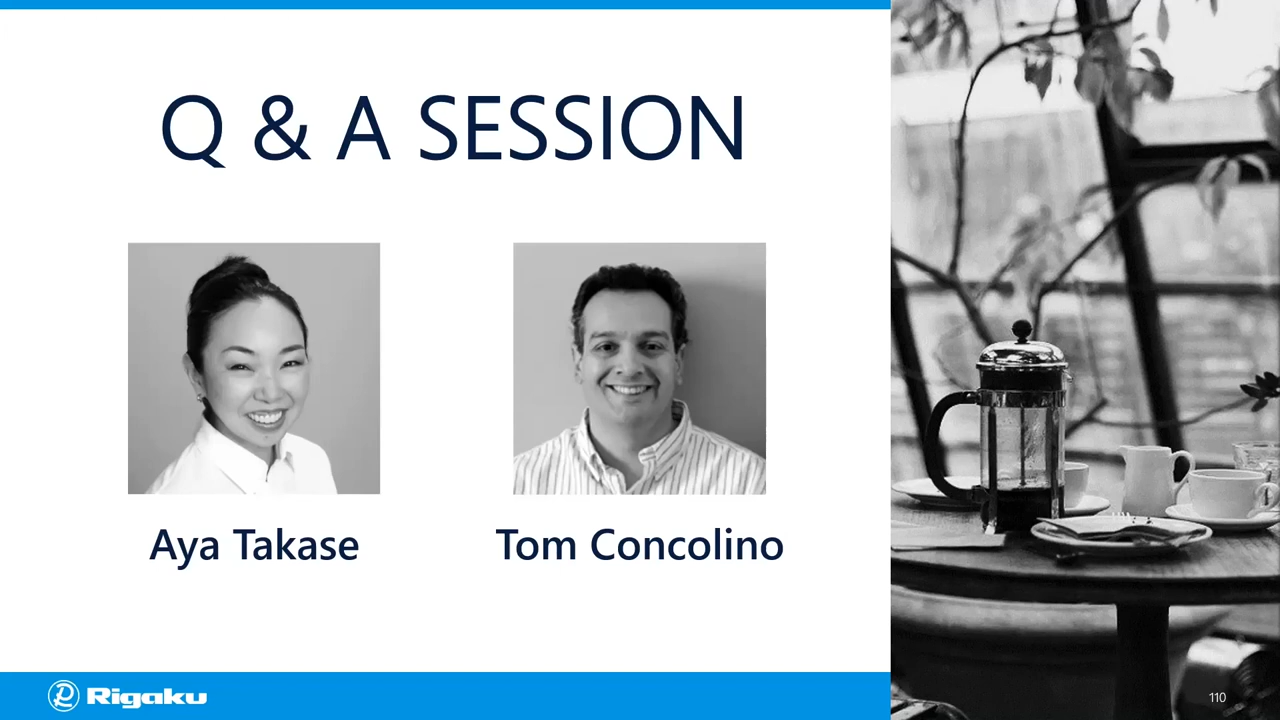 Q & A SESSION
Aya Takase
Tom Concolino
Rigaku
110